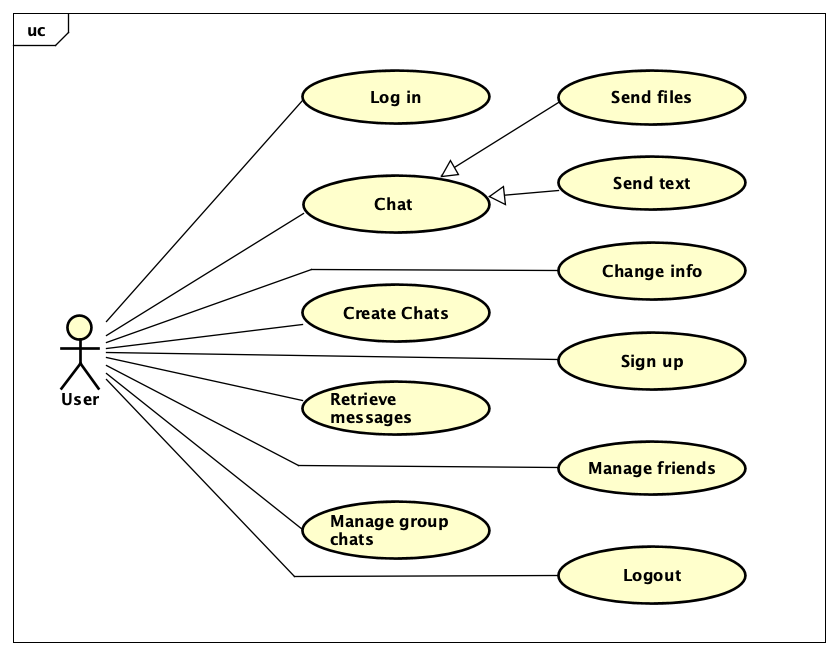 uc
Log in
Send files
Send text
Chat
Change info
Create Chats
Sign up
User
Retrieve
messages
Manage friends
Manage group
chats
Logout